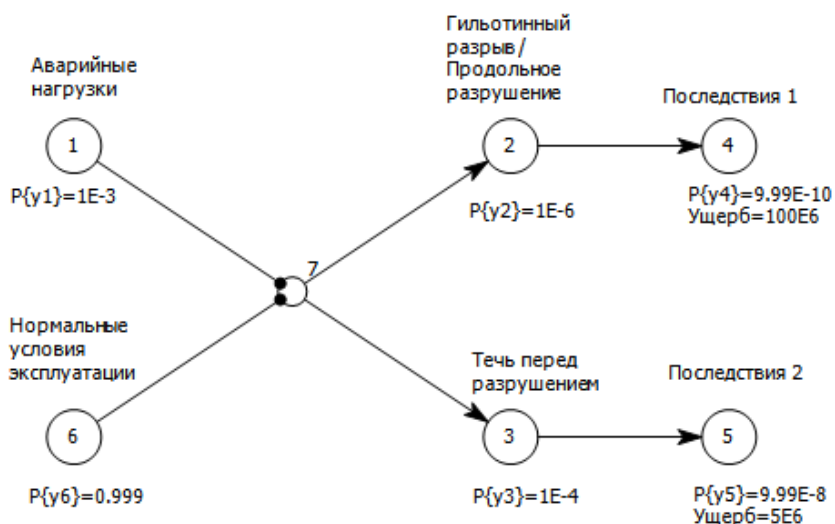 Аварийные
нагрузки
1
P{y1}=1E-3
Гильотинный
разрыв/
Продольное
разрушение
2
P{y2}=1E-6
Последствия 1
4
P{y4}=9.99E-10
Ущерб=100E6
7
Нормальные
условия
эксплуатации
6
P{y6}=0.999
Течь перед
разрушением
3
P{y3}=1E-4
Последствия 2
5
P{y5}=9.99E-8
Ущерб=5E6